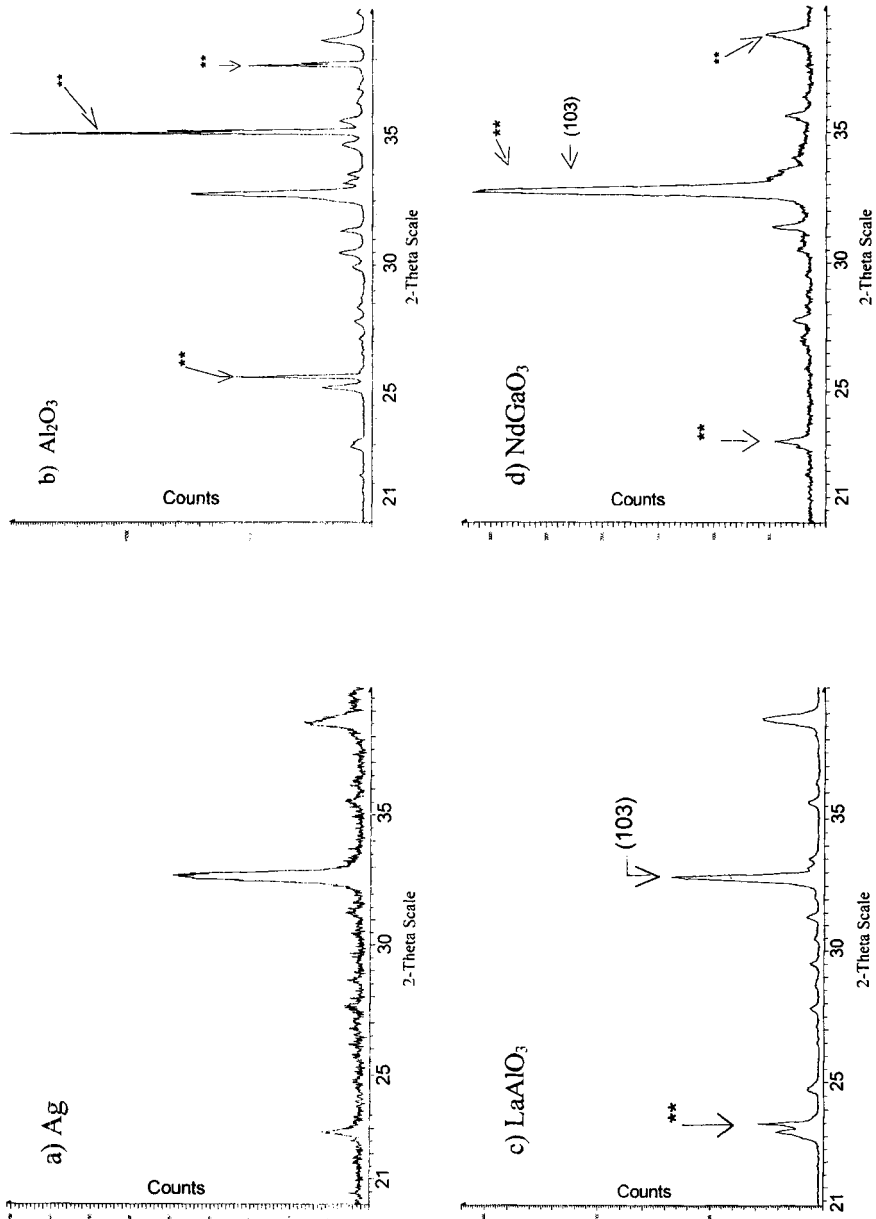 a) Ag
Counts
21
25
30
35
2-Theta Scale
b) Al₂O₃
Counts
**
**
**
21
25
30
35
2-Theta Scale
c) LaAlO₃
Counts
**
(103)
21
25
30
35
2-Theta Scale
d) NdGaO₃
Counts
**
**
(103)
**
21
25
30
35
2-Theta Scale